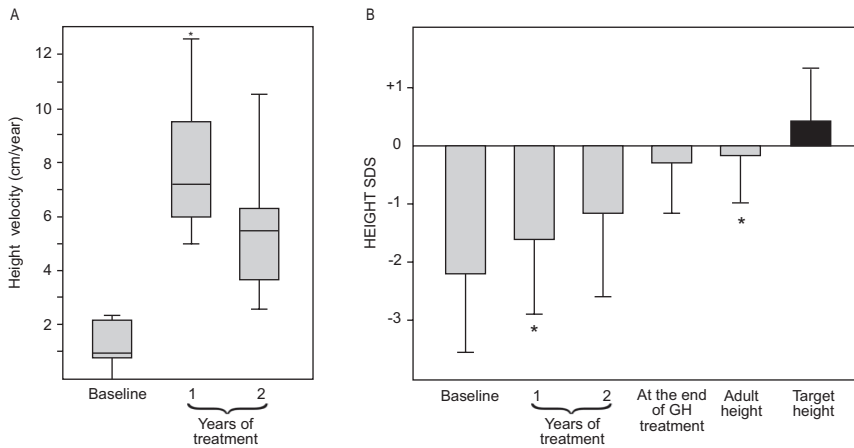 A
Height velocity (cm/year)
12
10
8
6
4
2
*
Baseline
1
2
Years of
treatment
B
HEIGHT SDS
+1
0
-1
-2
-3
*
*
Baseline
1
2
Years of
treatment
At the end
of GH
treatment
Adult
height
Target
height